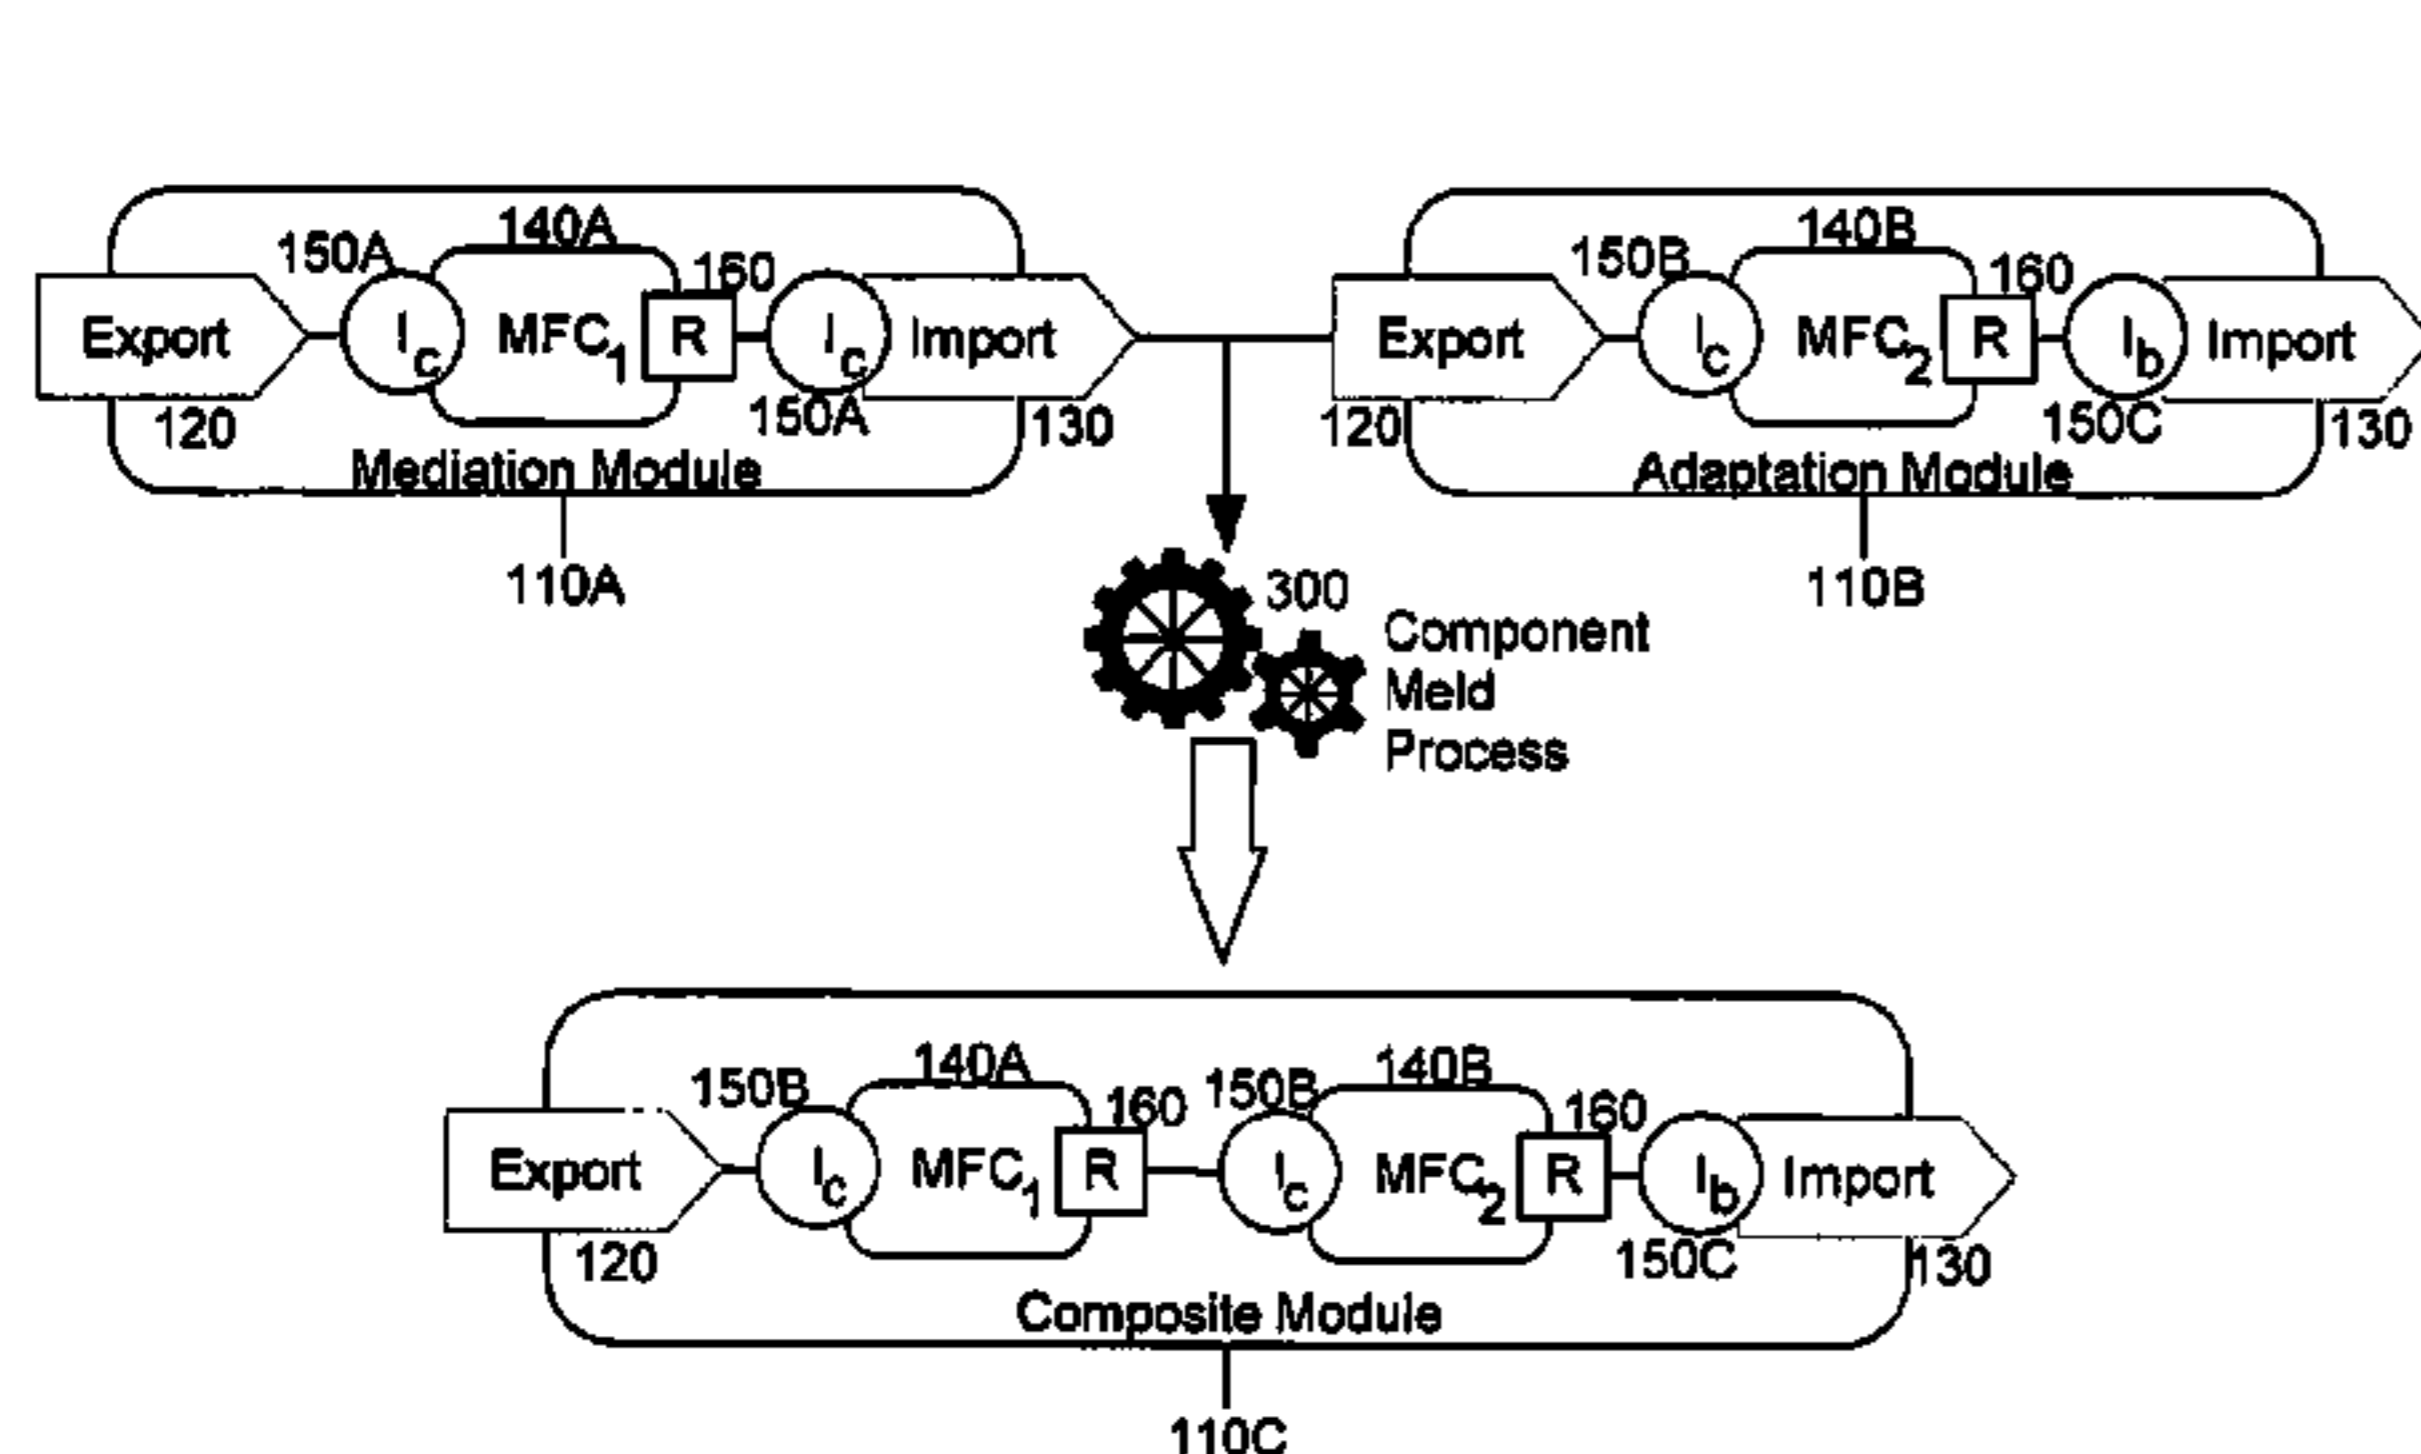 140A
150A
160
Export
Ic
MFC1
R
Ic
Import
120
150A
130
Mediation Module
110A
140B
150B
160
Export
Ic
MFC2
R
Ib
Import
120
150C
130
Adaptation Module
110B
300
Component
Meld
Process
140A
150B
160
150B
140B
160
Export
Ic
MFC1
R
Ic
MFC2
R
Ib
Import
120
150C
130
Composite Module
110C